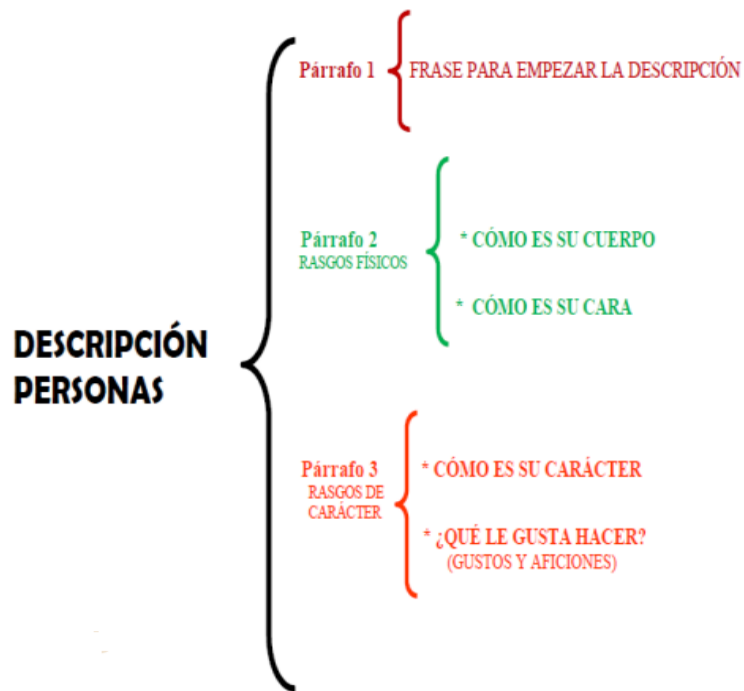 DESCRIPCIÓN
PERSONAS
Párrafo 1
FRASE PARA EMPEZAR LA DESCRIPCIÓN
Párrafo 2
RASGOS FÍSICOS
* CÓMO ES SU CUERPO
* CÓMO ES SU CARA
Párrafo 3
RASGOS DE
CARÁCTER
* CÓMO ES SU CARÁCTER
* ¿QUÉ LE GUSTA HACER?
(GUSTOS Y AFICIONES)